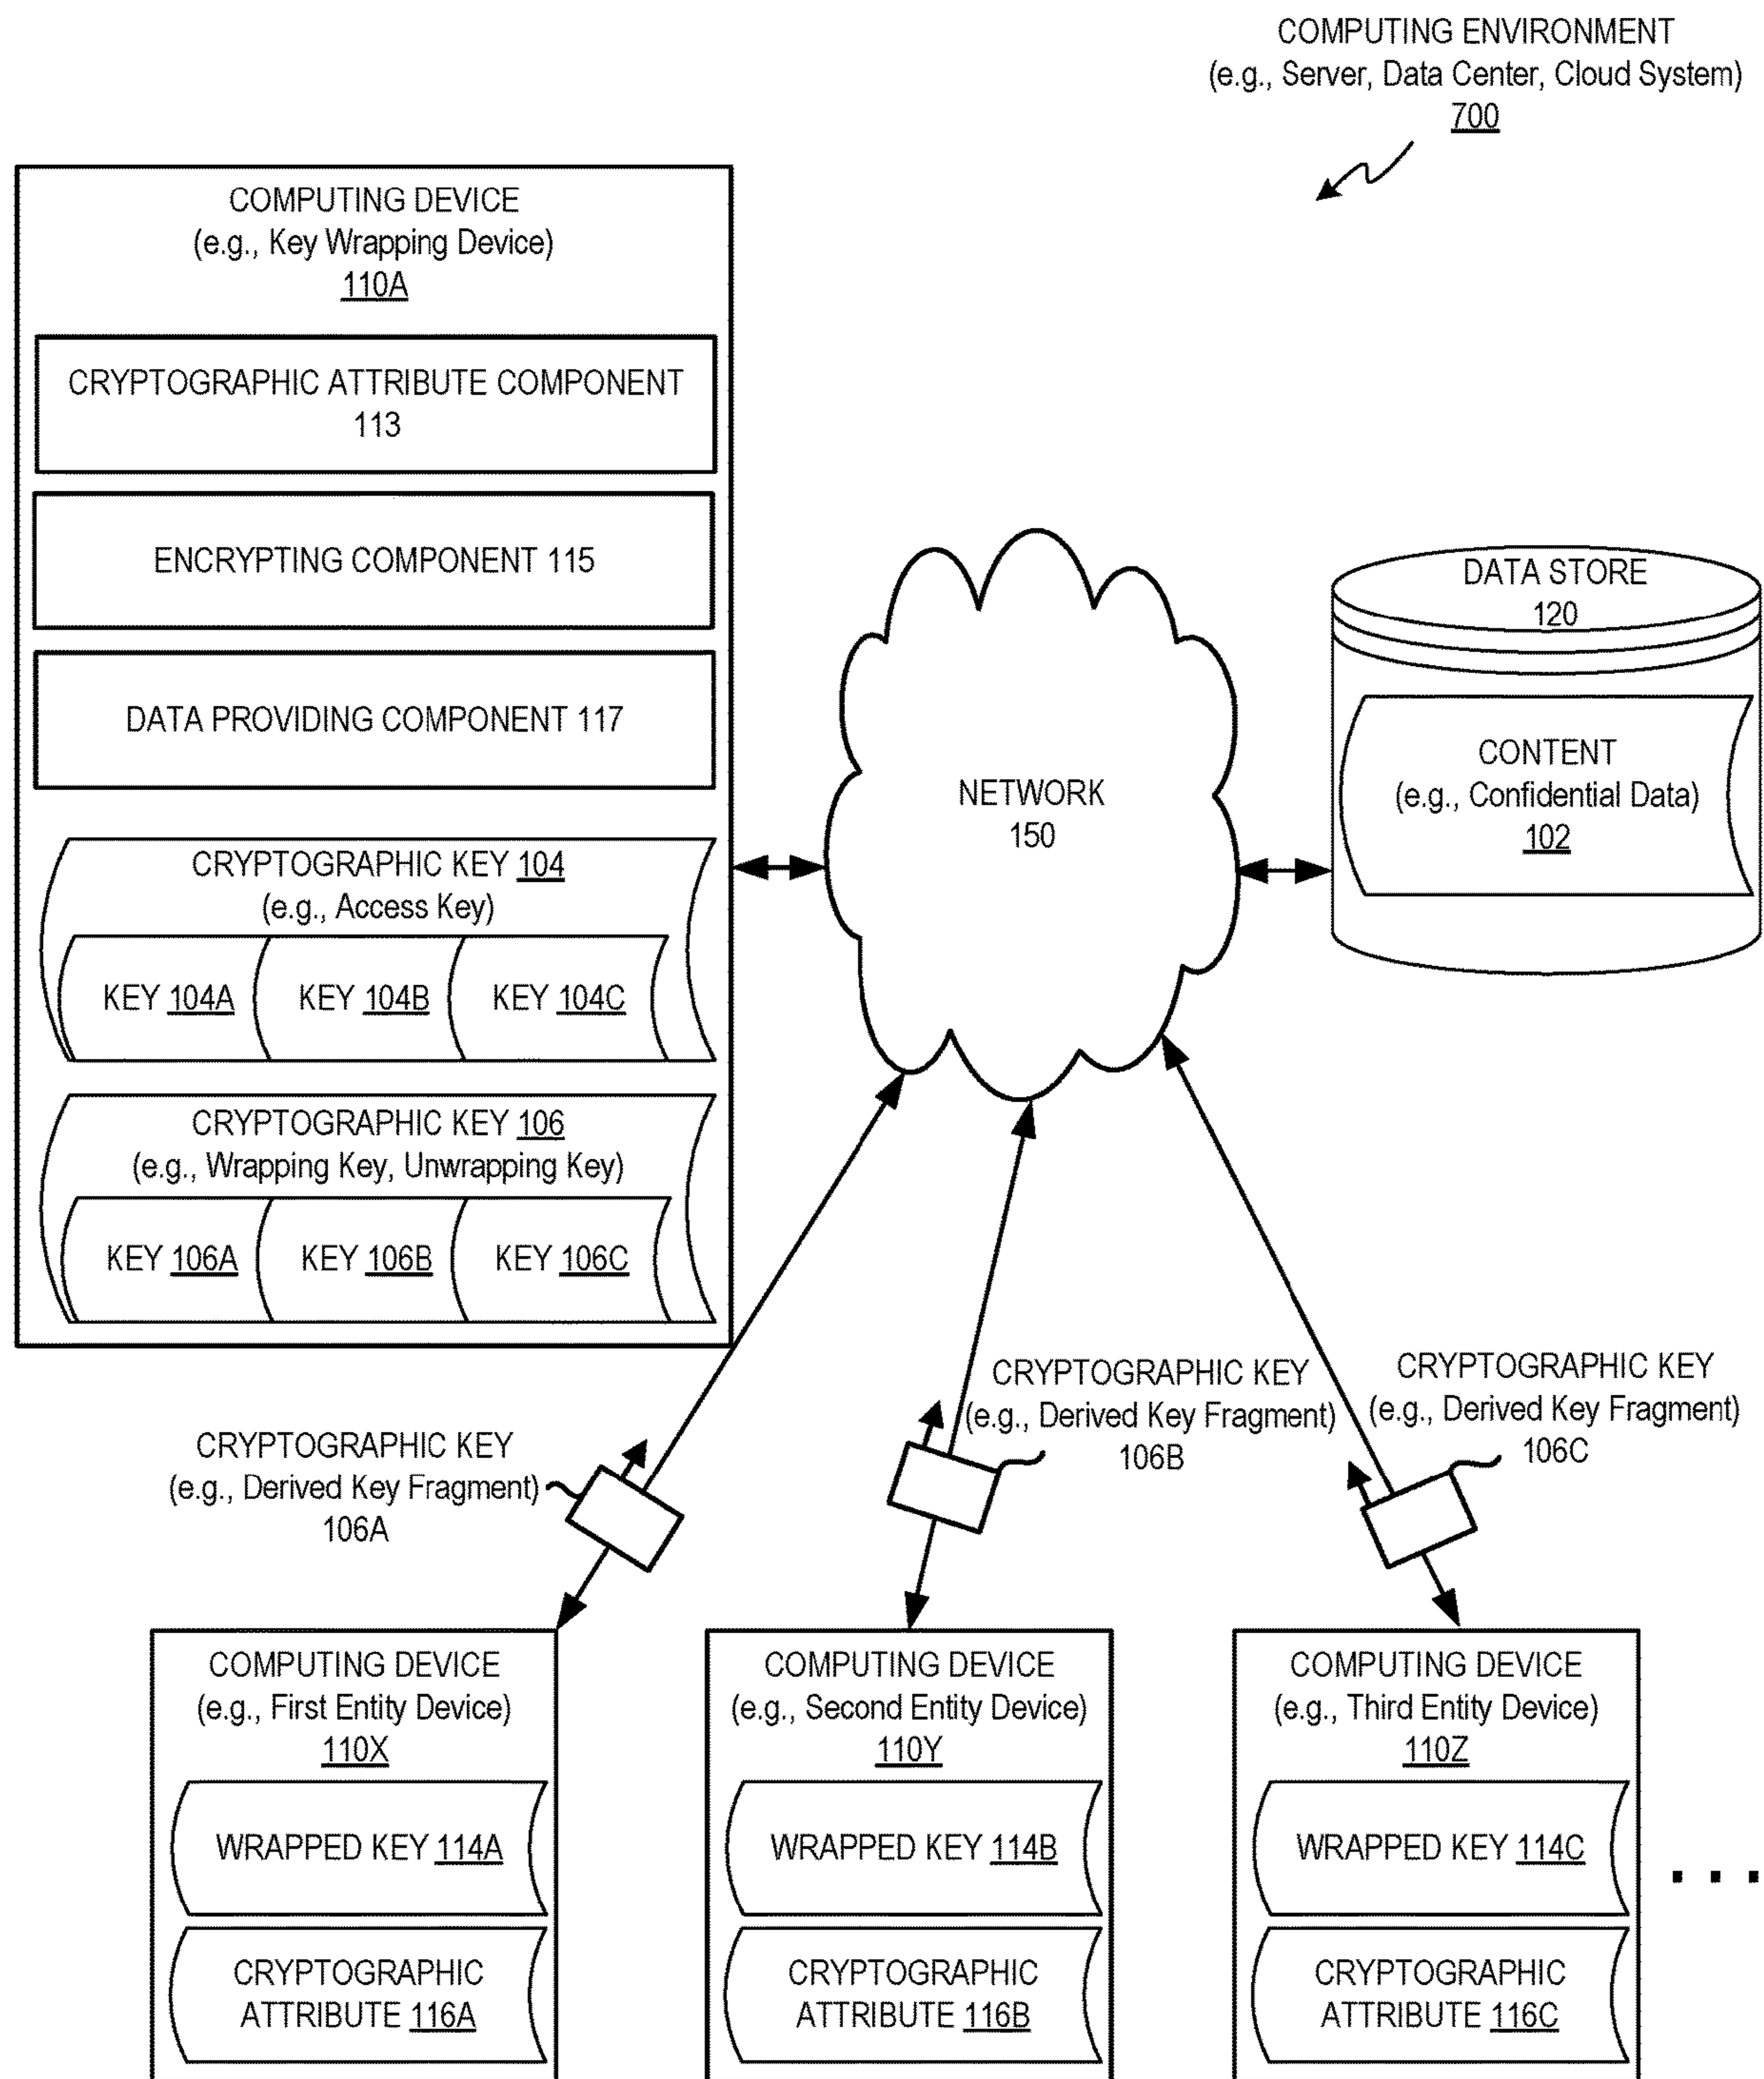 COMPUTING ENVIRONMENT
(e.g., Server, Data Center, Cloud System)
700
COMPUTING DEVICE
(e.g., Key Wrapping Device)
110A
CRYPTOGRAPHIC ATTRIBUTE COMPONENT
113
ENCRYPTING COMPONENT 115
DATA PROVIDING COMPONENT 117
CRYPTOGRAPHIC KEY 104
(e.g., Access Key)
KEY 104A
KEY 104B
KEY 104C
CRYPTOGRAPHIC KEY 106
(e.g., Wrapping Key, Unwrapping Key)
KEY 106A
KEY 106B
KEY 106C
NETWORK
150
DATA STORE
120
CONTENT
(e.g., Confidential Data)
102
CRYPTOGRAPHIC KEY
(e.g., Derived Key Fragment)
106A
CRYPTOGRAPHIC KEY
(e.g., Derived Key Fragment)
106B
CRYPTOGRAPHIC KEY
(e.g., Derived Key Fragment)
106C
COMPUTING DEVICE
(e.g., First Entity Device)
110X
WRAPPED KEY 114A
CRYPTOGRAPHIC
ATTRIBUTE 116A
COMPUTING DEVICE
(e.g., Second Entity Device)
110Y
WRAPPED KEY 114B
CRYPTOGRAPHIC
ATTRIBUTE 116B
COMPUTING DEVICE
(e.g., Third Entity Device)
110Z
WRAPPED KEY 114C
CRYPTOGRAPHIC
ATTRIBUTE 116C
. . .